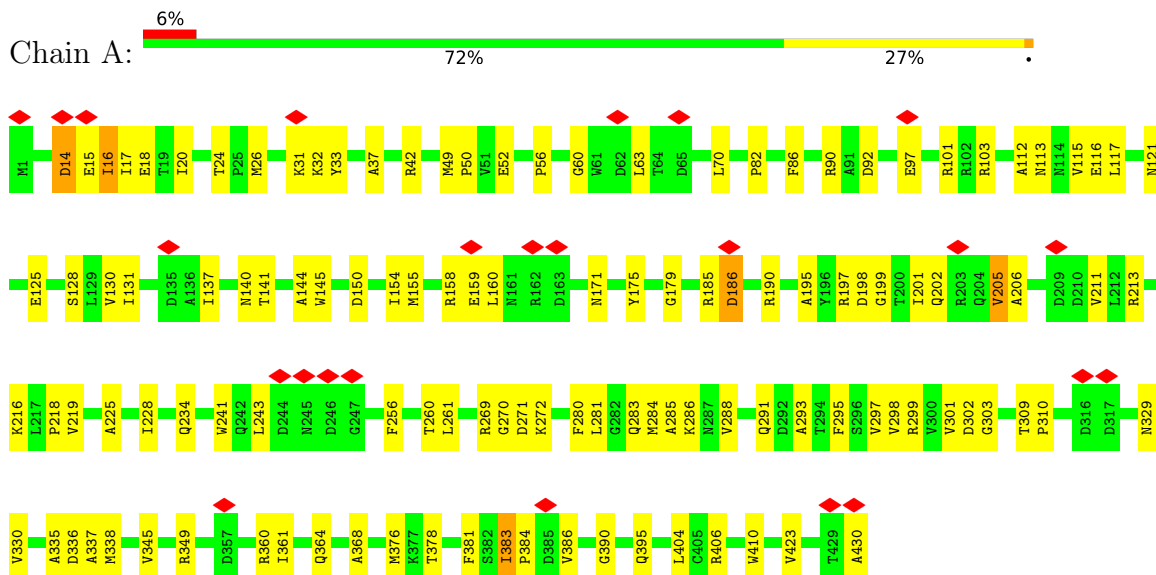 6%
Chain A:
72% 27% •
M1 D14 E15 I16 I17 E18 T19 I20 T24 P25 M26 K31 K32 Y33 A37 R42 M49 P50 V51 E52 P56 G60 W61 D62 L63 T64 D65 L70 P82 F86 R90 A91 D92 E97 R101 R102 R103 A112 N113 N114 V115 E116 L117 N121
E125 S128 L129 V130 I131 D135 A136 I137 N140 T141 A144 W145 D150 I154 M155 R158 E159 L160 N161 R162 D163 N171 Y175 G179 R185 D186 R190 A195 Y196 R197 D198 G199 T200 I201 Q202 R203 Q204 V205 A206 D209 D210 V211 L212 R213
K216 L217 P218 V219 A225 I228 Q234 W241 Q242 L243 D244 N245 D246 G247 F256 T260 L261 R269 G270 D271 K272 F280 L281 G282 Q283 M284 A285 K286 N287 V288 Q291 D292 A293 T294 F295 S296 V297 V298 R299 V300 V301 D302 G303 T309 P310 D316 D317 N329
V330 A335 D336 A337 M338 V345 R349 D357 R360 I361 Q364 A368 M376 K377 T378 F381 S382 I383 P384 D385 V386 G390 Q395 L404 C405 R406 W410 V423 T429 A430